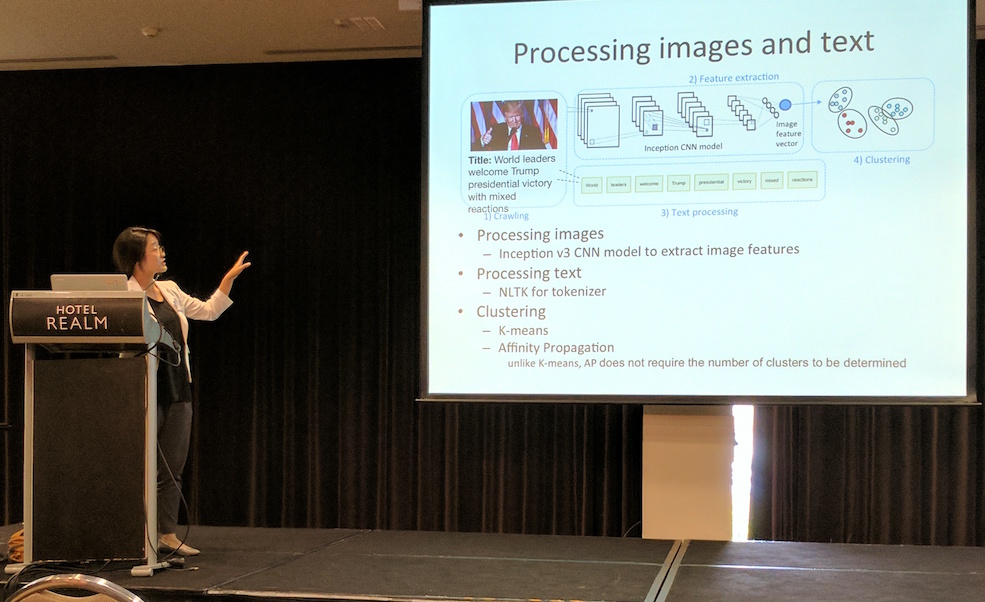 Processing images and text
2) Feature extraction
Inception CNN model
Image
feature
vector
4) Clustering
Title: World leaders
welcome Trump
presidential victory
with mixed
reactions
1) Crawling
World leaders welcome Trump presidential victory mixed reactions
3) Text processing
• Processing images
– Inception v3 CNN model to extract image features
• Processing text
– NLTK for tokenizer
• Clustering
– K-means
– Affinity Propagation
unlike K-means, AP does not require the number of clusters to be determined
HOTEL
REALM